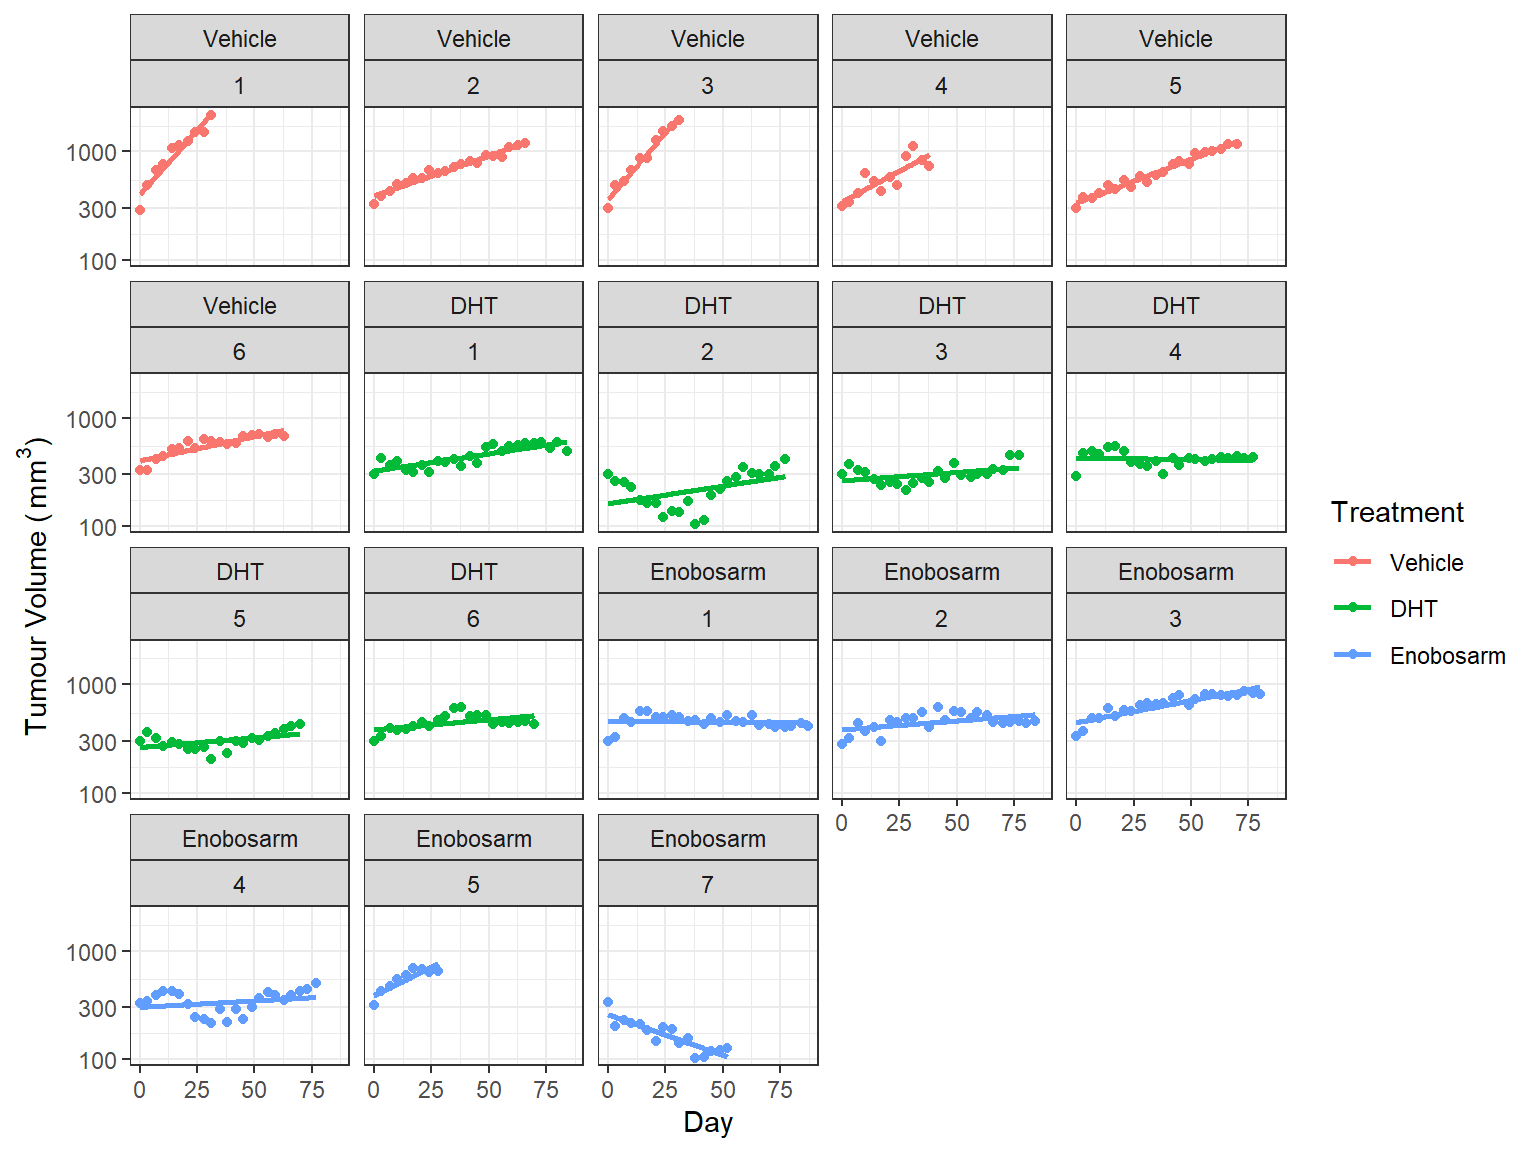 Vehicle Vehicle Vehicle Vehicle Vehicle
1 2 3 4 5
1000
300
100
Vehicle DHT DHT DHT DHT
6 1 2 3 4
1000
300
100
DHT DHT Enobosarm Enobosarm Enobosarm
5 6 1 2 3
1000
300
100
0 25 50 75 0 25 50 75
Enobosarm Enobosarm Enobosarm
4 5 7
1000
300
100
0 25 50 75 0 25 50 75 0 25 50 75
Day
Tumour Volume ( mm³)
Treatment
Vehicle
DHT
Enobosarm